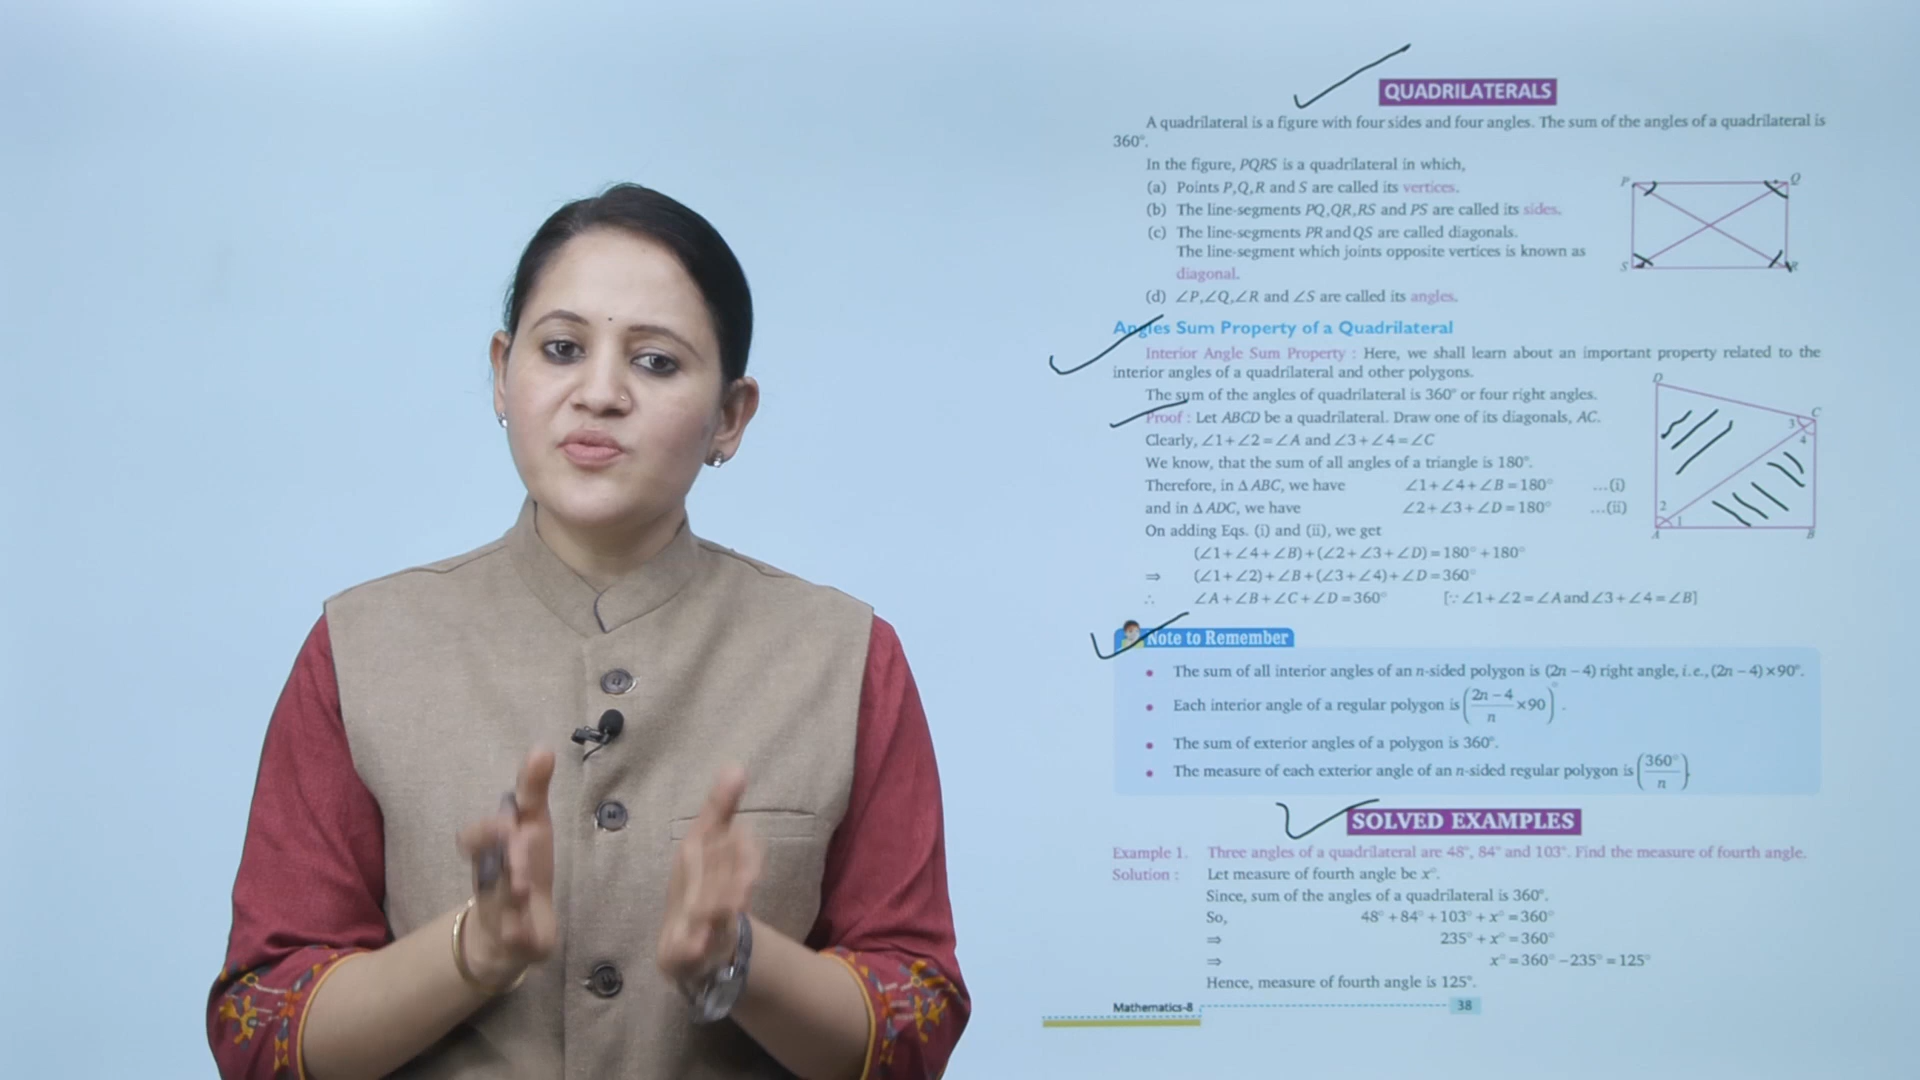 QUADRILATERALS
A quadrilateral is a figure with four sides and four angles. The sum of the angles of a quadrilateral is
360°.
In the figure, PQRS is a quadrilateral in which,
(a) Points P,Q,R and S are called its vertices.
(b) The line-segments PQ,QR,RS and PS are called its sides.
(c) The line-segments PR and QS are called diagonals.
The line-segment which joints opposite vertices is known as
diagonal.
(d) ∠P,∠Q,∠R and ∠S are called its angles.
P Q
S R
Angles Sum Property of a Quadrilateral
Interior Angle Sum Property : Here, we shall learn about an important property related to the
interior angles of a quadrilateral and other polygons.
The sum of the angles of quadrilateral is 360° or four right angles.
Proof : Let ABCD be a quadrilateral. Draw one of its diagonals, AC.
Clearly, ∠1+∠2=∠A and ∠3+∠4=∠C
We know, that the sum of all angles of a triangle is 180°.
Therefore, in Δ ABC, we have ∠1+∠4+∠B=180° ...(i)
and in Δ ADC, we have ∠2+∠3+∠D=180° ...(ii)
On adding Eqs. (i) and (ii), we get
(∠1+∠4+∠B)+(∠2+∠3+∠D)=180°+180°
⇒ (∠1+∠2)+∠B+(∠3+∠4)+∠D=360°
∴ ∠A+∠B+∠C+∠D=360° [∵∠1+∠2=∠A and ∠3+∠4=∠B]
D
C
3
4
2
1
A B
Note to Remember
• The sum of all interior angles of an n-sided polygon is (2n−4) right angle, i.e.,(2n−4)×90°.
• Each interior angle of a regular polygon is ((2n−4)/n ×90)°.
• The sum of exterior angles of a polygon is 360°.
• The measure of each exterior angle of an n-sided regular polygon is (360°/n).
SOLVED EXAMPLES
Example 1. Three angles of a quadrilateral are 48°, 84° and 103°. Find the measure of fourth angle.
Solution : Let measure of fourth angle be x°.
Since, sum of the angles of a quadrilateral is 360°.
So, 48°+84°+103°+x°=360°
⇒ 235°+x°=360°
⇒ x°=360°−235°=125°
Hence, measure of fourth angle is 125°.
Mathematics-8 38